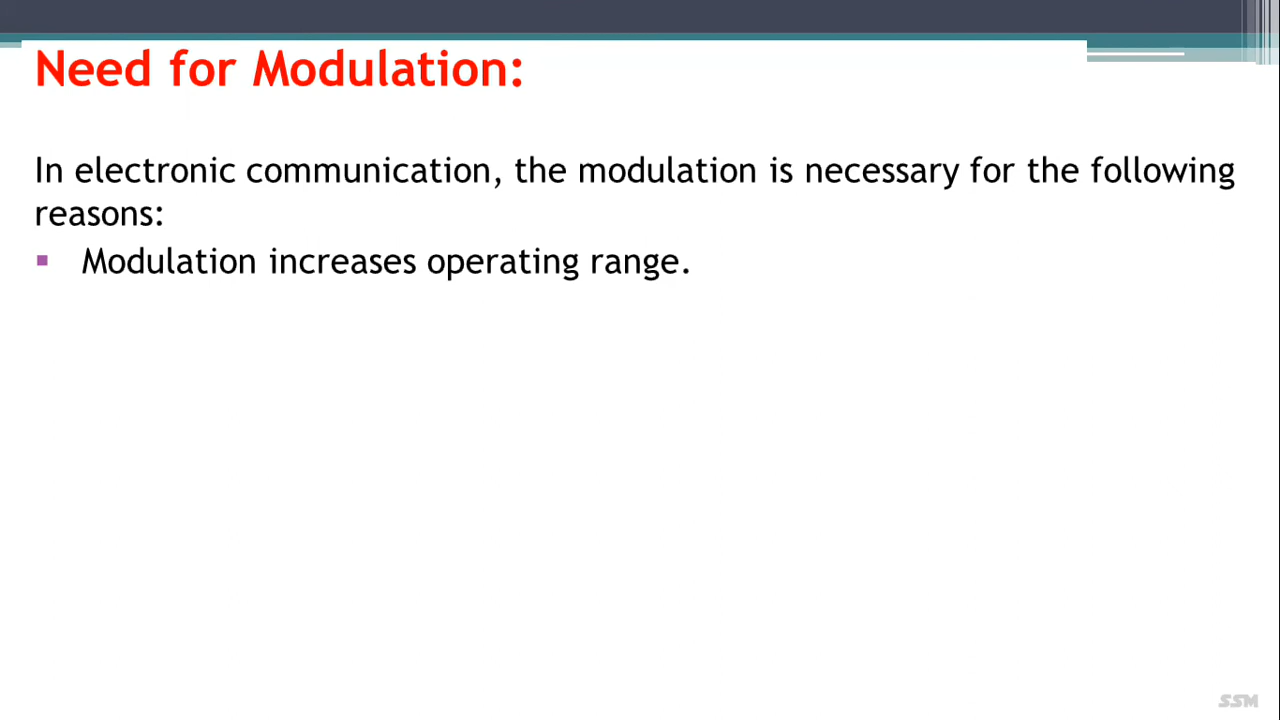 Need for Modulation:
In electronic communication, the modulation is necessary for the following
reasons:
▪ Modulation increases operating range.
SSM